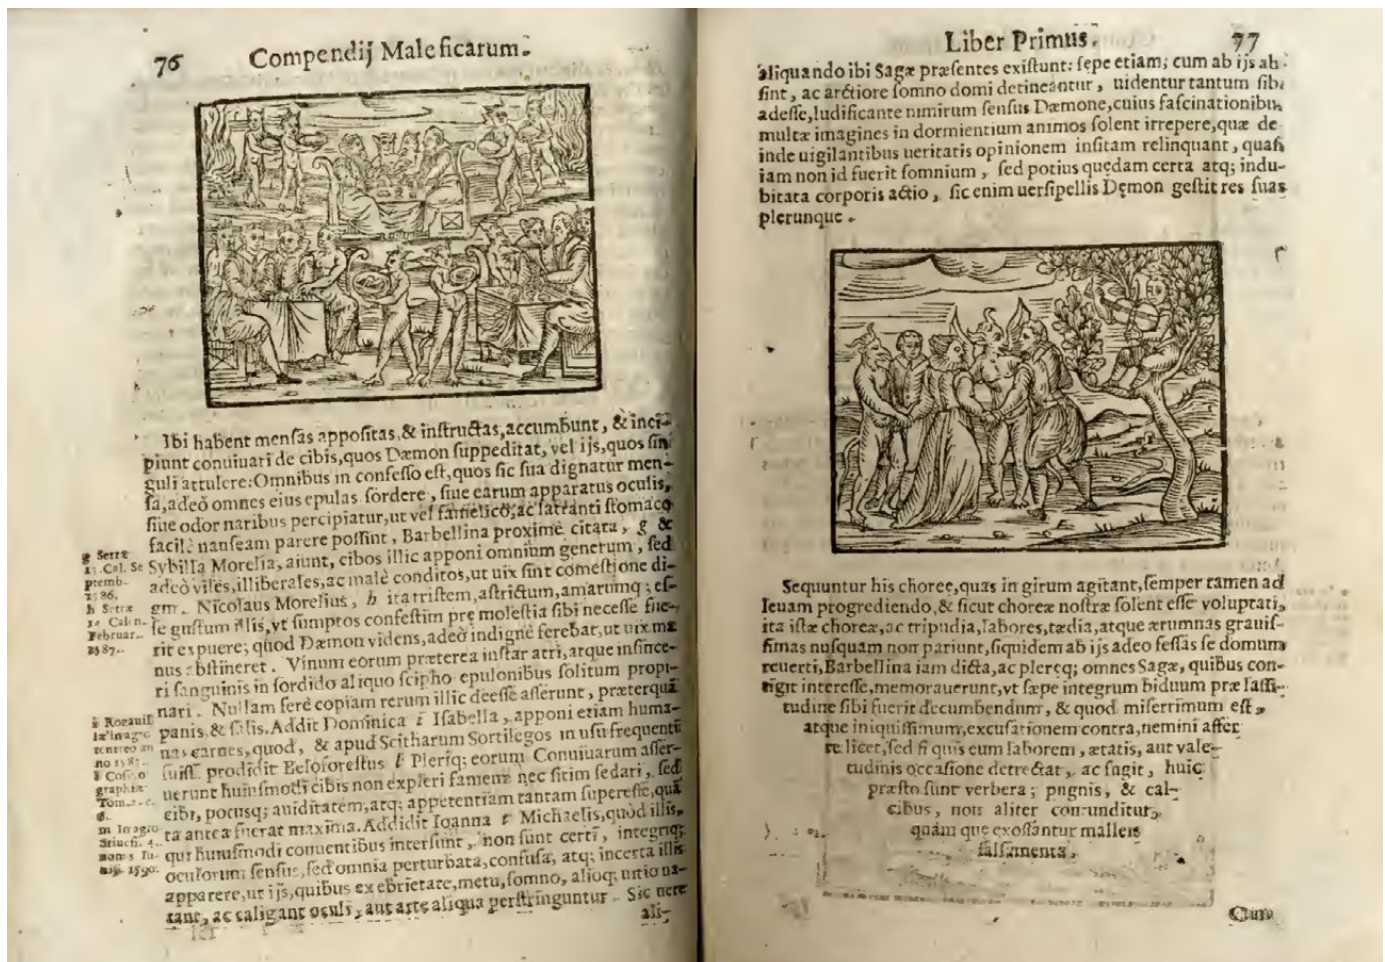 76 Compendij Maleficarum.
Ibi habent mensas appositas, & instructas, accumbunt, & inci-
piunt conuiuari de cibis, quos Dæmon suppeditat, vel ijs, quos sin
guli attulere: Omnibus in confesso est, quos sic sua dignatur men-
sa, adeò omnes eius epulas sordere, siue earum apparatus oculis,
siue odor naribus percipiatur, ut vel famelico, ac latranti stomaco
facilè nauseam parere possint, Barbellina proximè citata, g &
Sybilla Morelia, aiunt, cibos illic apponi omnium generum, sed
adeò viles, illiberales, ac malè conditos, ut uix sint comestione di-
gni. Nicolaus Morelius, h ita tristem, astrictum, amarumq; es-
se gustum illis, vt sumptos confestim pre molestia sibi necesse fue-
rit expuere; quod Dæmon videns, adeò indignè ferebat, ut uix ma
nus abstineret. Vinum eorum præterea instar atri, atque insince-
ri sanguinis in sordido aliquo scipho epulonibus solitum propi-
nari. Nullam ferè copiam rerum illic deesse asserunt, præterquā
panis & salis. Addit Dominica i Isabella, apponi etiam huma-
nas carnes, quod, & apud Scitharum Sortilegos in usu frequenti
fuisse prodidit Beloforestus l Pleriq; eorum Conuiuarum asser-
uerunt huiusmodi cibis non expleri famem nec sitim sedari, sed
cibi, potusq; auiditatem, atq; appetentiam tantam superesse, quā
ta antea fuerat maxima. Addidit Ioanna Michaelis, quòd illis,
qui huiusmodi conuentibus intersunt, non sunt certi, integriq;
oculorum sensus, sed omnia perturbata, confusa, atq; incerta illis
apparere, ut ijs, quibus ex ebrietate, metu, somno, alioq; uitio na-
tant, ac caligant oculi, aut arte aliqua perstringuntur. Sic uere
ali-
g Sertæ
Cal. Se
ptemb.
1586.
h Sertæ
Calen.
Februar.
1587.
no 1587.
l Cosmo
graphiæ
Tom.
m In agro
1590.
Liber Primus. 77
aliquando ibi Sagæ præsentes existunt: sepe etiam; cum ab ijs ab
sint, ac arctiore somno domi detineantur, uidentur tantum sibi
adesse, ludificante nimirum sensus Dæmone, cuius fascinationibus
multæ imagines in dormientium animos solent irrepere, quæ de
inde uigilantibus ueritatis opinionem insitam relinquant, quasi
iam non id fuerit somnium, sed potius quędam certa atq; indu-
bitata corporis actio, sic enim uersipellis Dęmon gestit res suas
plerunque.
Sequuntur his choreę, quas in girum agitant, semper tamen ad
leuam progrediendo, & sicut choreæ nostræ solent esse voluptati,
ita istæ choreæ, ac tripudia, labores, tædia, atque ærumnas grauis-
simas nusquam non pariunt, siquidem ab ijs adeo fessas se domum
reuerti, Barbellina iam dicta, ac pleręq; omnes Sagæ, quibus con-
tigit interesse, memorauerunt, vt sæpe integrum biduum præ lassi-
tudine sibi fuerit decumbendum, & quod miserrimum est,
atque iniquissimum, excusationem contra, nemini affer
re licet, sed si quis eum laborem, ætatis, aut vale-
tudinis occasione detrectat, ac fugit, huic
præsto sunt verbera; pugnis, & cal-
cibus, non aliter contunditur,
quàm que exossantur malleis
salsamenta.
Cum